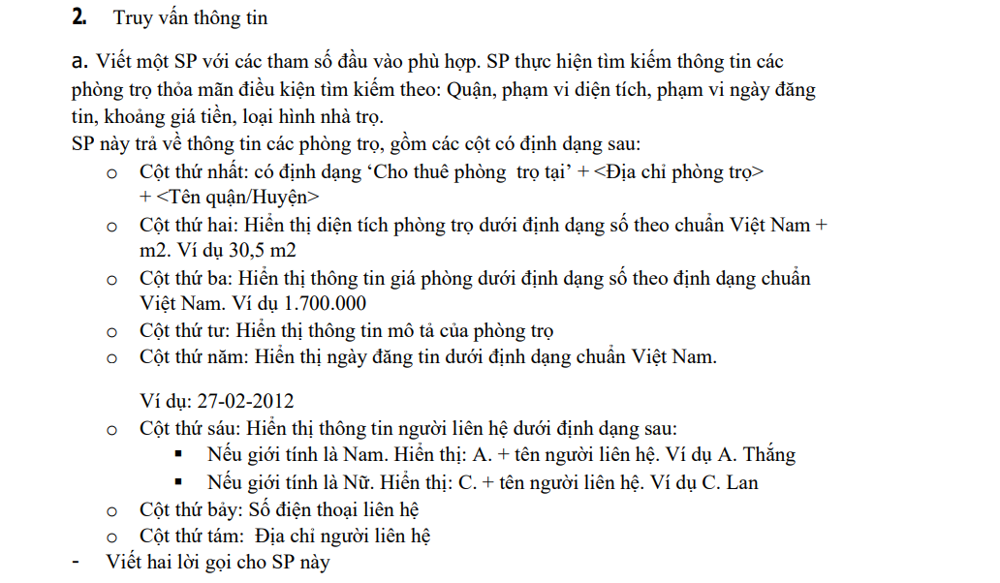 2. Truy vấn thông tin
a. Viết một SP với các tham số đầu vào phù hợp. SP thực hiện tìm kiếm thông tin các
phòng trọ thỏa mãn điều kiện tìm kiếm theo: Quận, phạm vi diện tích, phạm vi ngày đăng
tin, khoảng giá tiền, loại hình nhà trọ.
SP này trả về thông tin các phòng trọ, gồm các cột có định dạng sau:
o Cột thứ nhất: có định dạng ‘Cho thuê phòng trọ tại’ + <Địa chỉ phòng trọ>
+ <Tên quận/Huyện>
o Cột thứ hai: Hiển thị diện tích phòng trọ dưới định dạng số theo chuẩn Việt Nam +
m2. Ví dụ 30,5 m2
o Cột thứ ba: Hiển thị thông tin giá phòng dưới định dạng số theo định dạng chuẩn
Việt Nam. Ví dụ 1.700.000
o Cột thứ tư: Hiển thị thông tin mô tả của phòng trọ
o Cột thứ năm: Hiển thị ngày đăng tin dưới định dạng chuẩn Việt Nam.
Ví dụ: 27-02-2012
o Cột thứ sáu: Hiển thị thông tin người liên hệ dưới định dạng sau:
▪ Nếu giới tính là Nam. Hiển thị: A. + tên người liên hệ. Ví dụ A. Thắng
▪ Nếu giới tính là Nữ. Hiển thị: C. + tên người liên hệ. Ví dụ C. Lan
o Cột thứ bảy: Số điện thoại liên hệ
o Cột thứ tám: Địa chỉ người liên hệ
- Viết hai lời gọi cho SP này